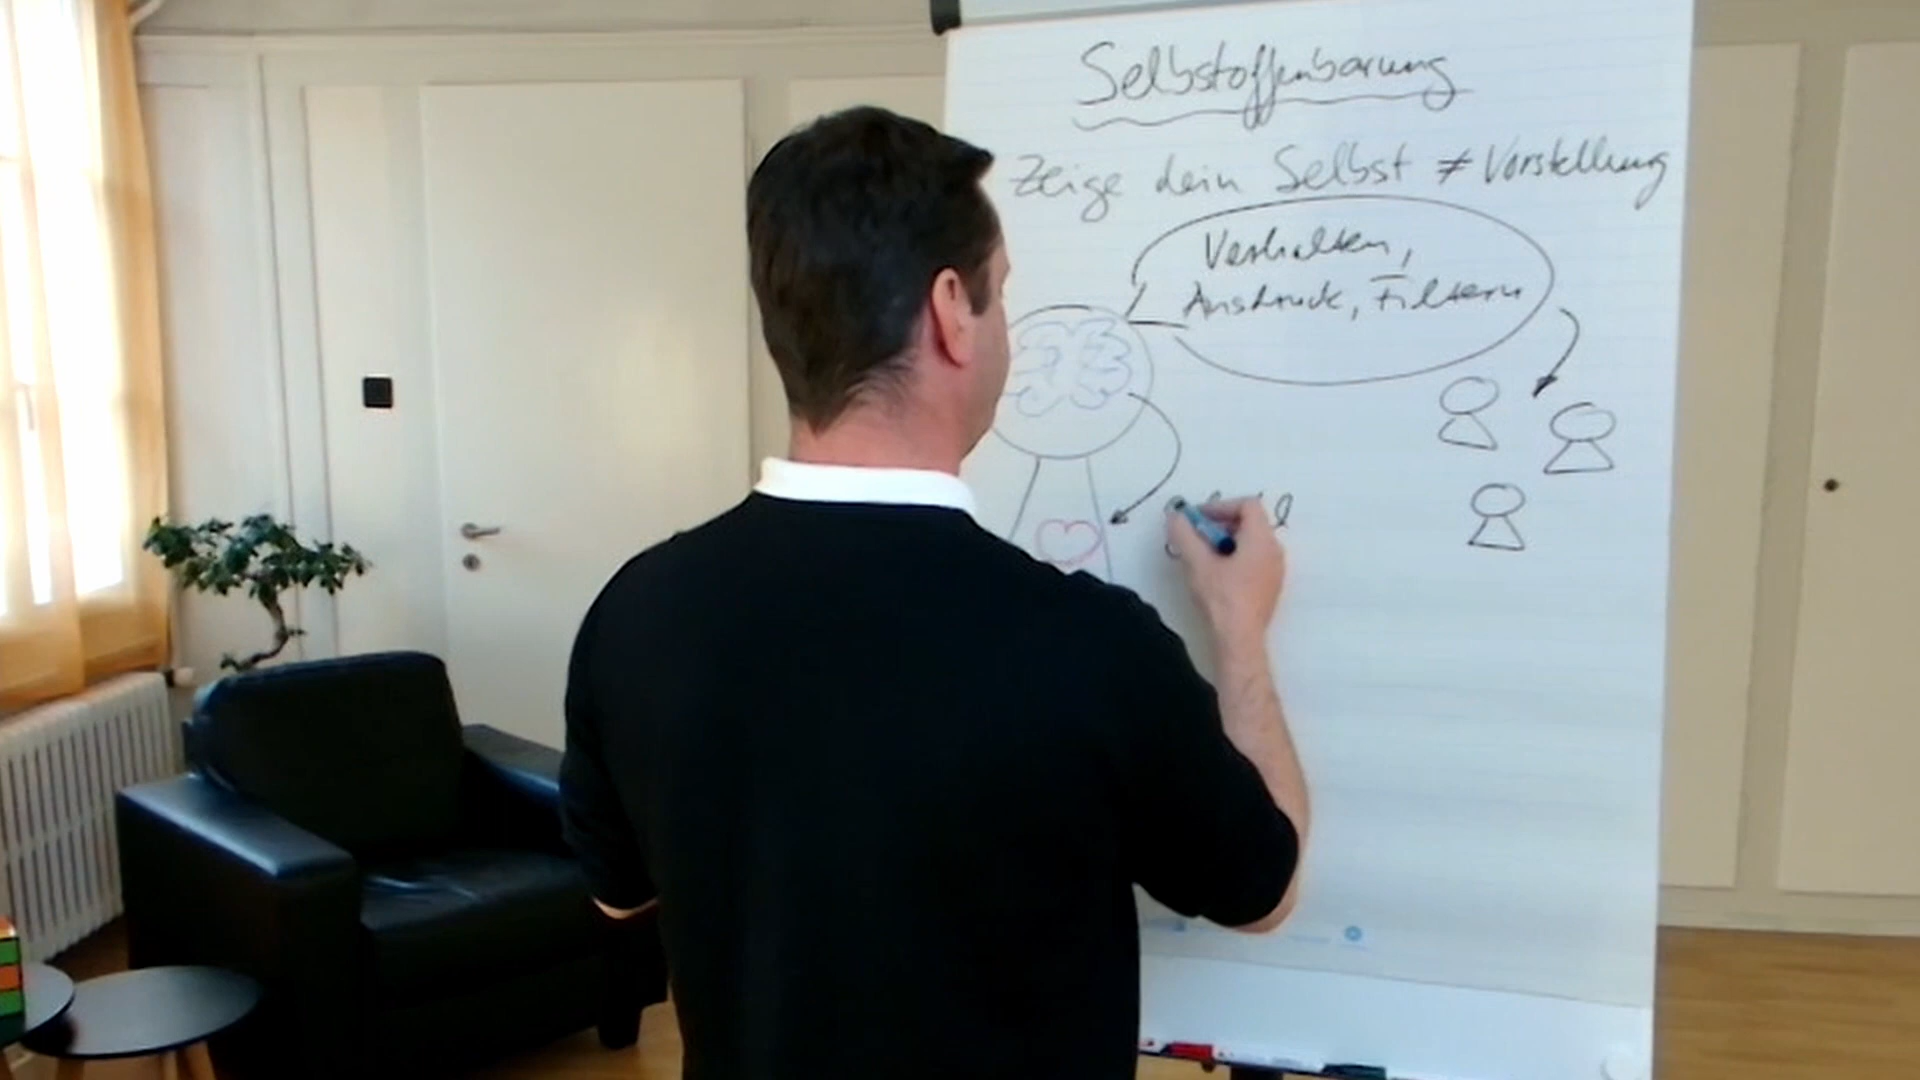 Selbstoffenbarung
Zeige dein Selbst ≠ Vorstellung
Verhalten,
Ausdruck, Filtern